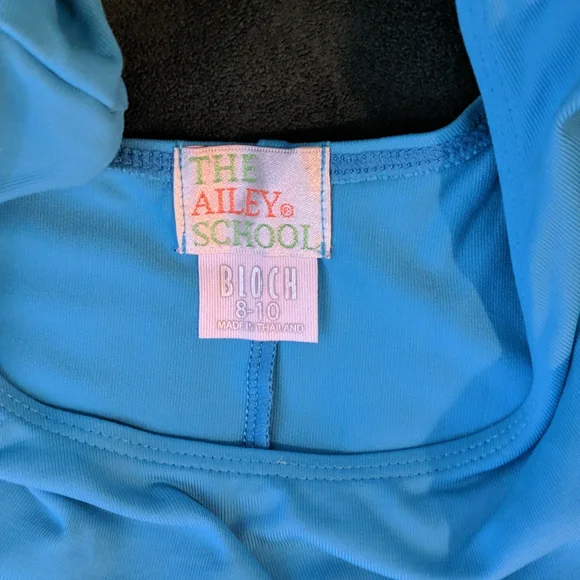 THE
AILEY®
SCHOOL
BLOCH
8-10
MADE IN THAILAND